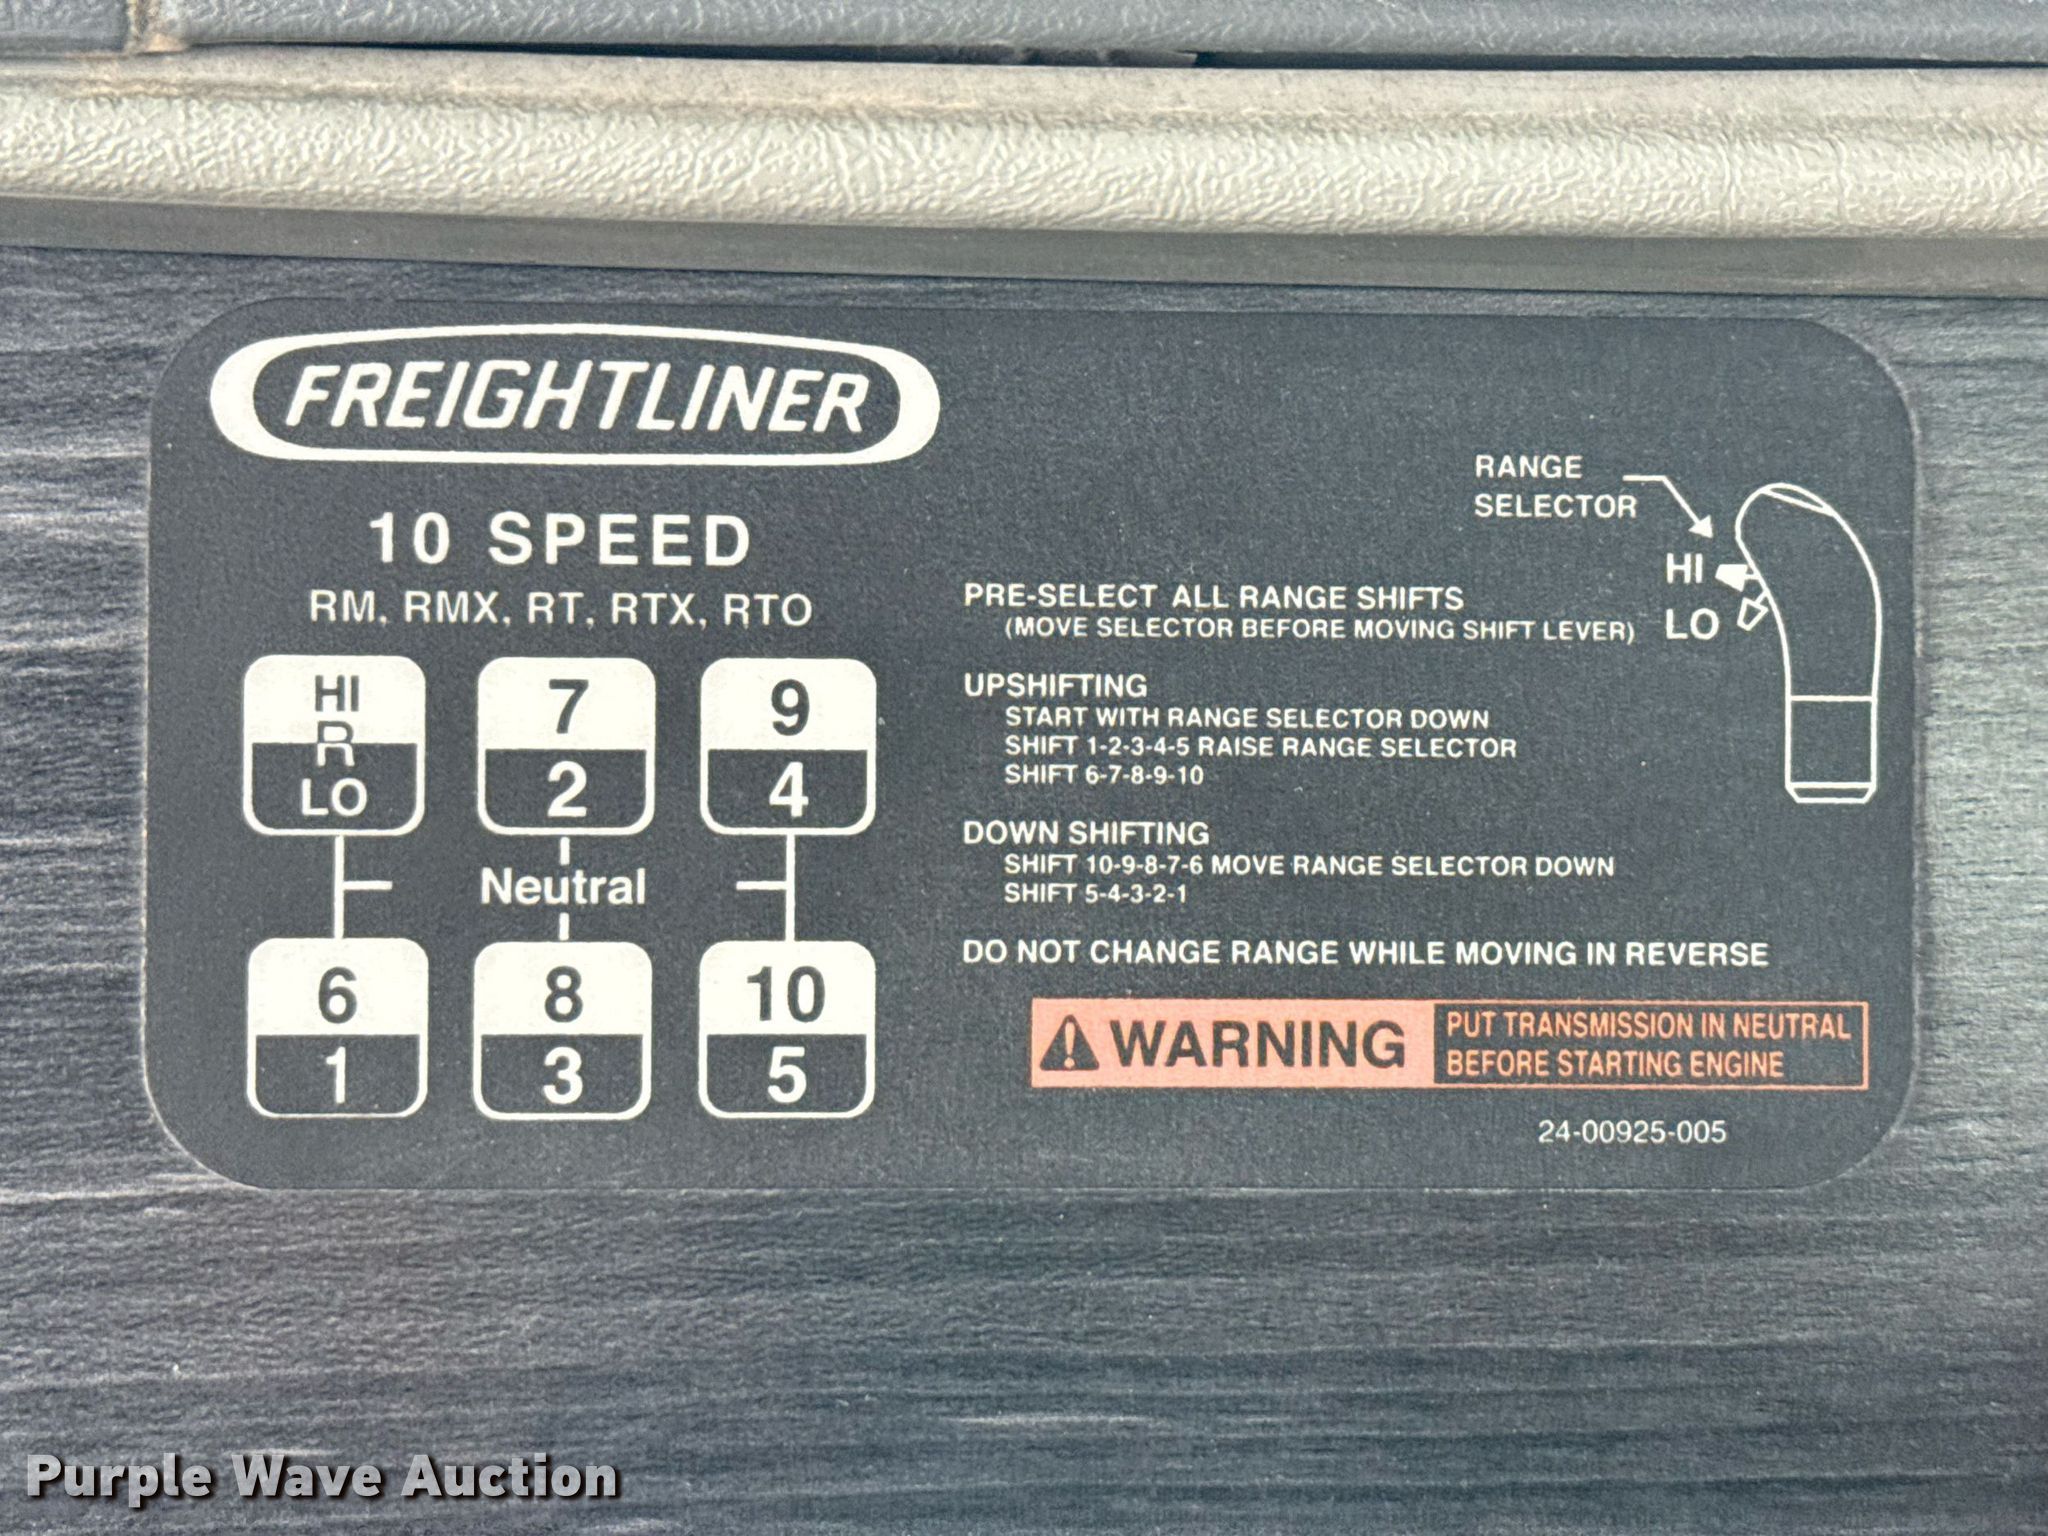 FREIGHTLINER
10 SPEED
RM, RMX, RT, RTX, RTO
HI
R
LO
7
2
9
4
Neutral
6
1
8
3
10
5
RANGE
SELECTOR
HI
LO
PRE-SELECT ALL RANGE SHIFTS
(MOVE SELECTOR BEFORE MOVING SHIFT LEVER)
UPSHIFTING
START WITH RANGE SELECTOR DOWN
SHIFT 1-2-3-4-5 RAISE RANGE SELECTOR
SHIFT 6-7-8-9-10
DOWN SHIFTING
SHIFT 10-9-8-7-6 MOVE RANGE SELECTOR DOWN
SHIFT 5-4-3-2-1
DO NOT CHANGE RANGE WHILE MOVING IN REVERSE
WARNING
PUT TRANSMISSION IN NEUTRAL
BEFORE STARTING ENGINE
24-00925-005
Purple Wave Auction